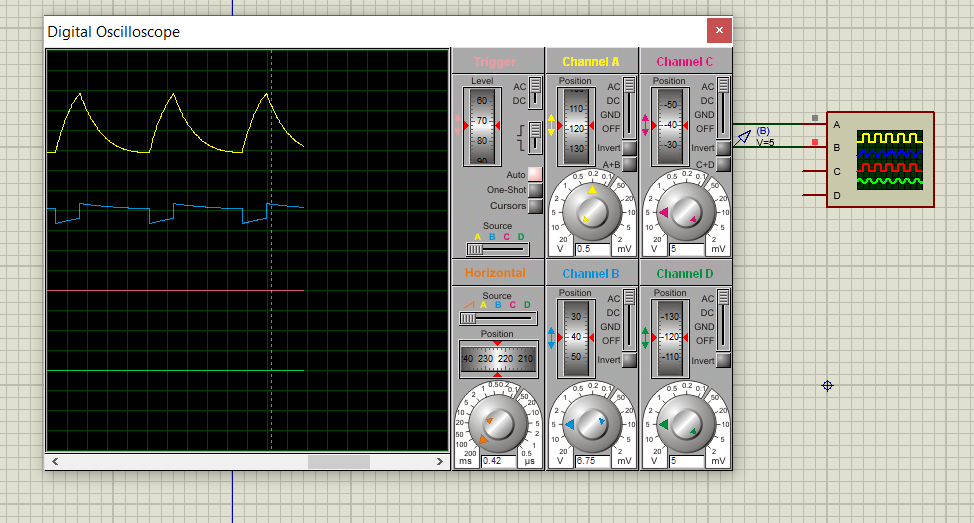 Digital Oscilloscope
Trigger
Level
60
70
80
90
AC
DC
Auto
One-Shot
Cursors
Source
A B C D
Channel A
Position
110
120
130
AC
DC
GND
OFF
Invert
A+B
0.5 0.2 0.1
1
2
5
10
20
50
20
10
5
2
V
0.5
mV
Channel C
Position
-50
-40
-30
AC
DC
GND
OFF
Invert
C+D
0.5 0.2 0.1
1
2
5
10
20
50
20
10
5
2
V
5
mV
Horizontal
Source
A B C D
Position
40 230 220 210
1 0.5 0.2 0.1
2
5
10
20
50
100
200
50
20
10
5
2
1
0.5
ms
0.42
µs
Channel B
Position
30
40
50
AC
DC
GND
OFF
Invert
0.5 0.2 0.1
1
2
5
10
20
50
20
10
5
2
V
6.75
mV
Channel D
Position
-130
-120
-110
AC
DC
GND
OFF
Invert
0.5 0.2 0.1
1
2
5
10
20
50
20
10
5
2
V
5
mV
(B)
V=5
A
B
C
D